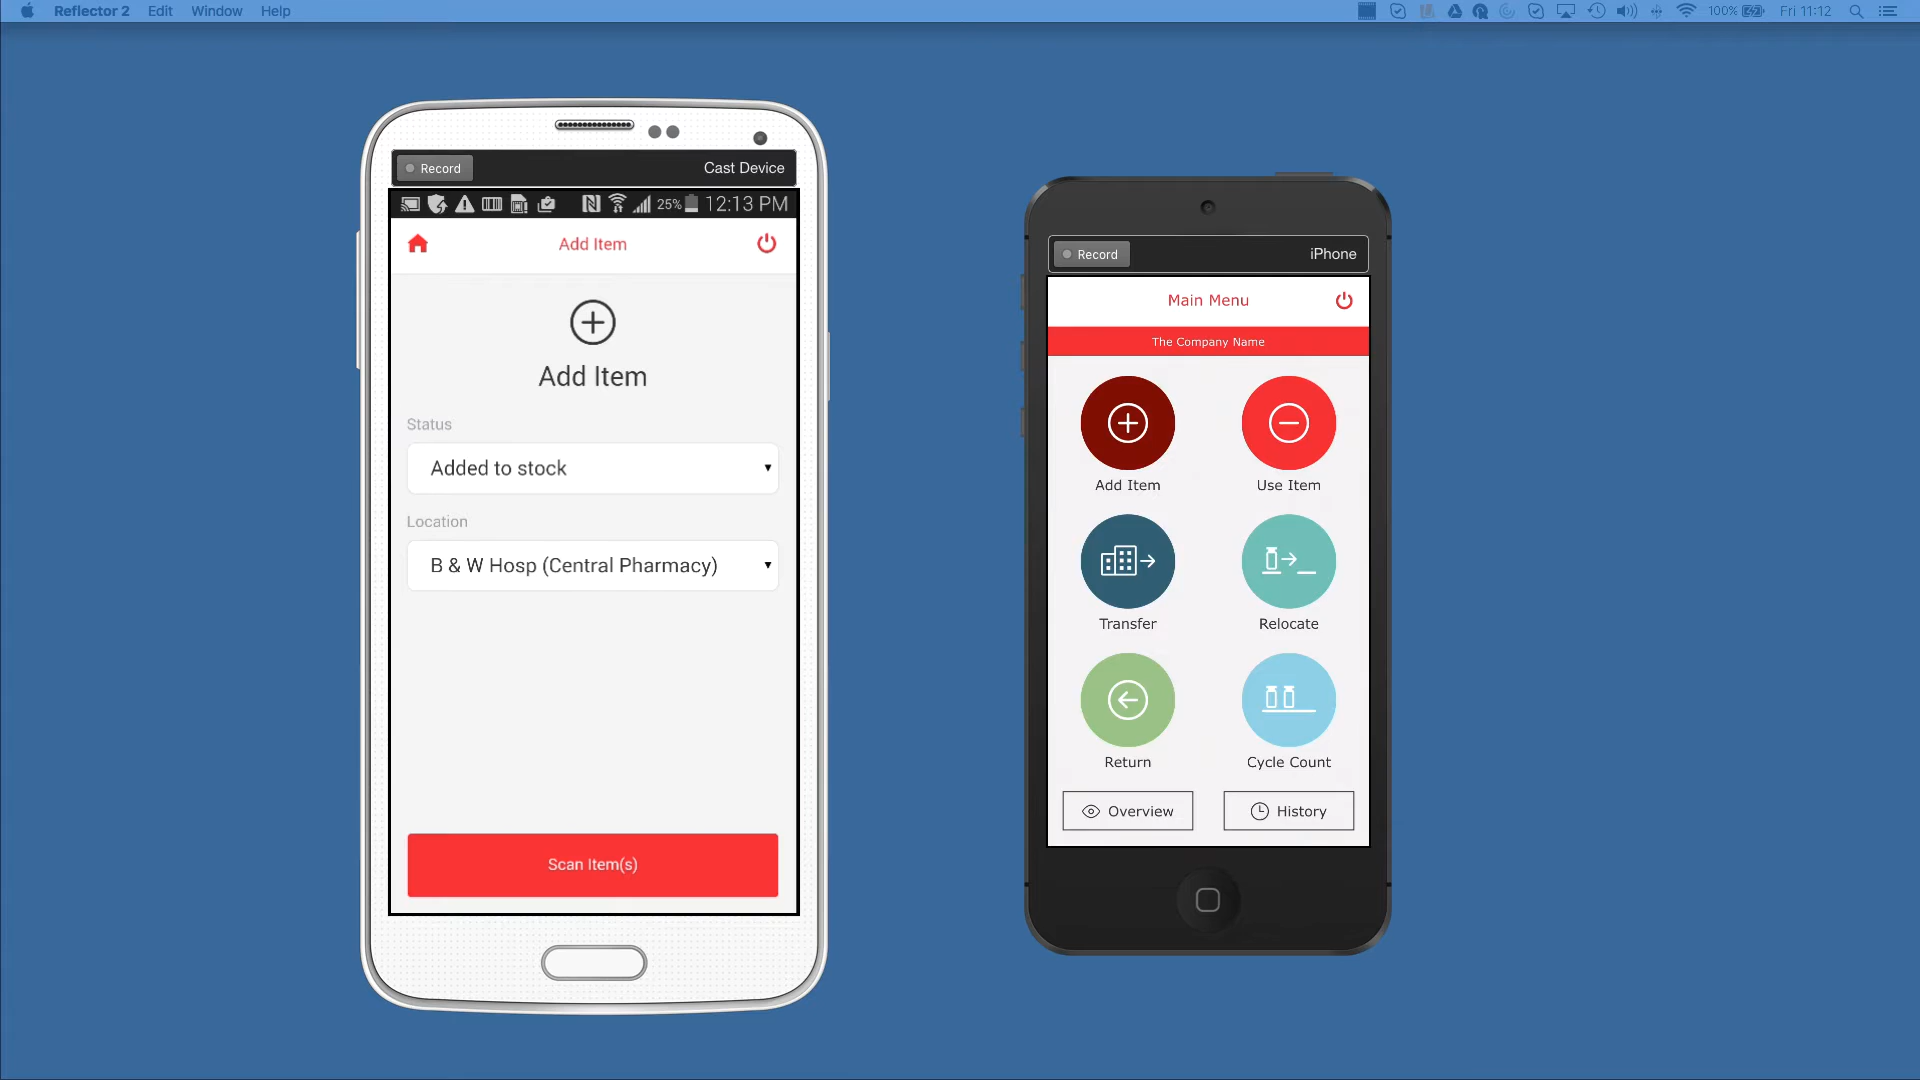 Reflector 2 Edit Window Help 100% Fri 11:12
Record Cast Device
25% 12:13 PM
Add Item
Add Item
Status
Added to stock
Location
B & W Hosp (Central Pharmacy)
Scan Item(s)
Record iPhone
Main Menu
The Company Name
Add Item Use Item
Transfer Relocate
Return Cycle Count
Overview History